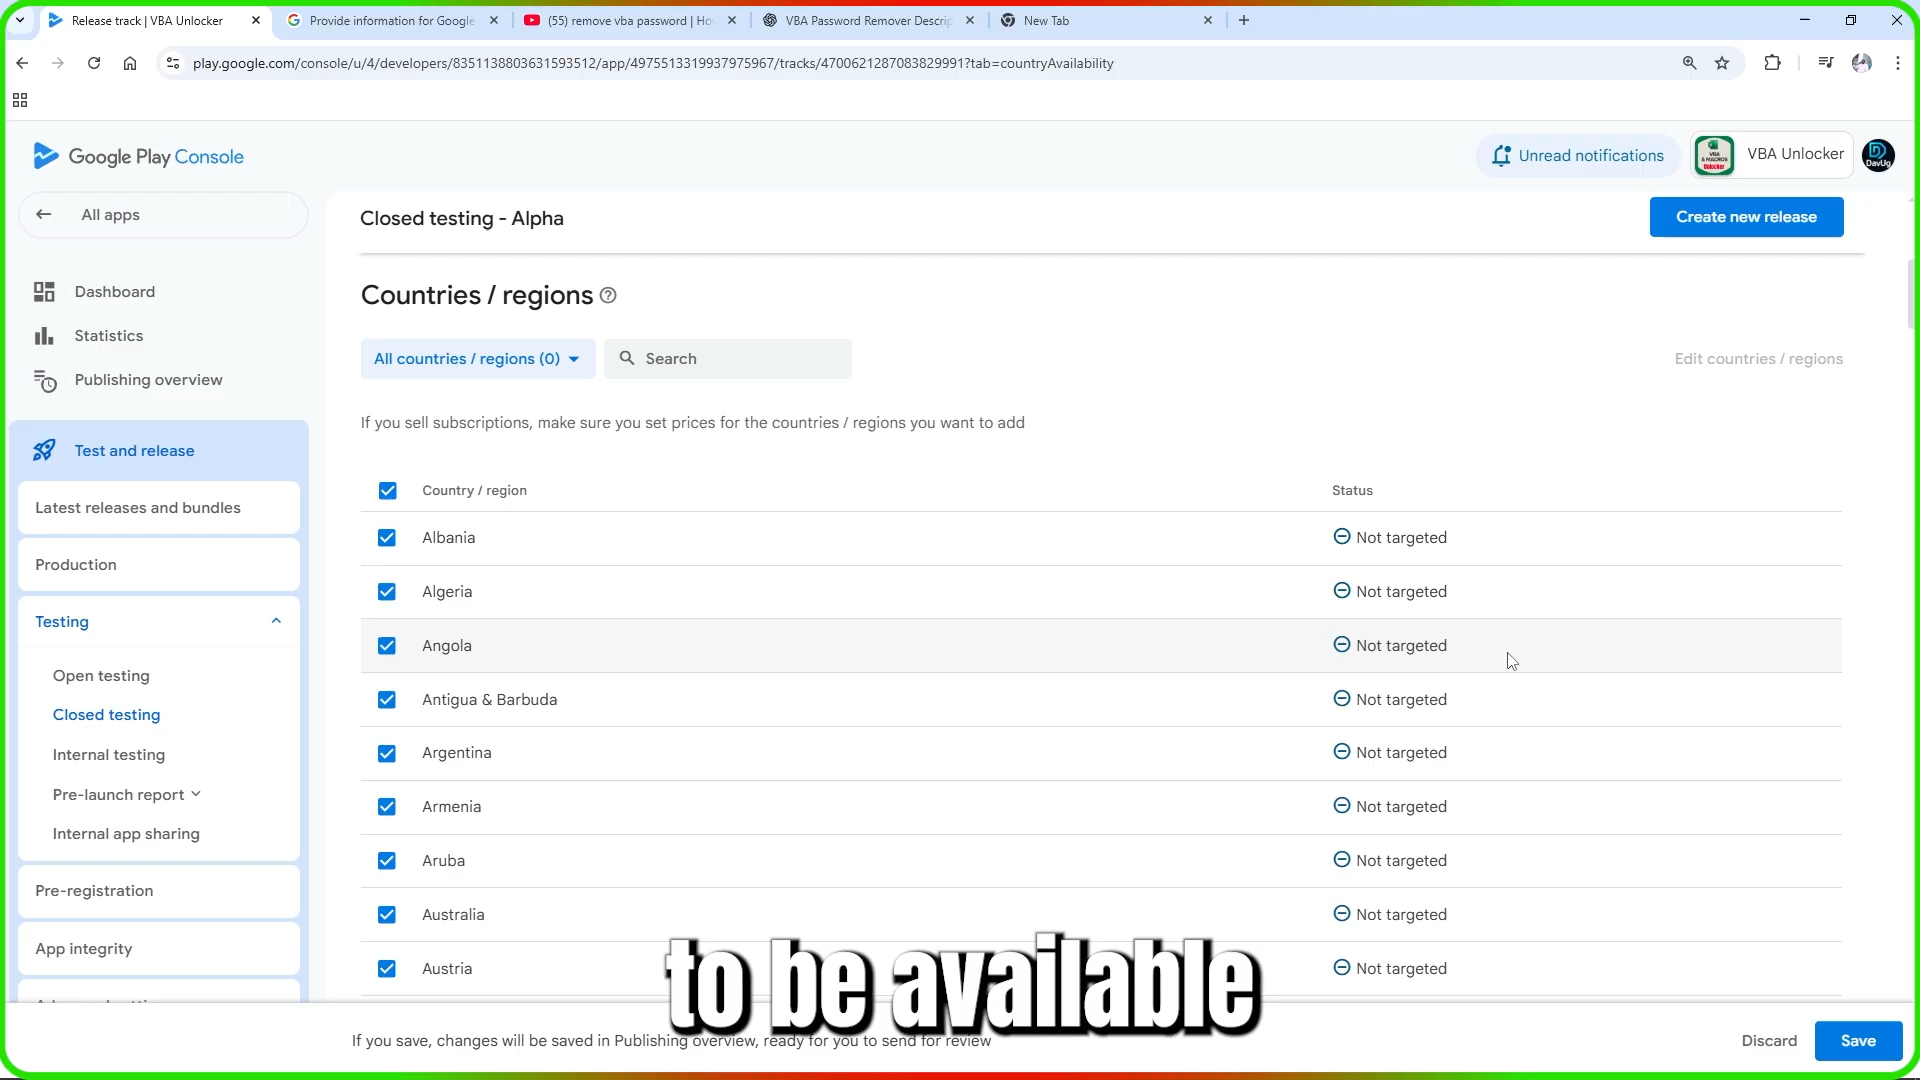 Release track | VBA Unlocker
Provide information for Google
(55) remove vba password | Ho
VBA Password Remover Descrip
New Tab
play.google.com/console/u/4/developers/8351138803631593512/app/4975513319937975967/tracks/4700621287083829991?tab=countryAvailability
Google Play Console
Unread notifications
VBA & MACROS Unlocker
VBA Unlocker
DavUg
All apps
Closed testing - Alpha
Create new release
Dashboard
Statistics
Publishing overview
Test and release
Latest releases and bundles
Production
Testing
Open testing
Closed testing
Internal testing
Pre-launch report
Internal app sharing
Pre-registration
App integrity
Countries / regions
All countries / regions (0)
Search
Edit countries / regions
If you sell subscriptions, make sure you set prices for the countries / regions you want to add
Country / region Status
Albania Not targeted
Algeria Not targeted
Angola Not targeted
Antigua & Barbuda Not targeted
Argentina Not targeted
Armenia Not targeted
Aruba Not targeted
Australia Not targeted
Austria Not targeted
to be available
If you save, changes will be saved in Publishing overview, ready for you to send for review
Discard
Save